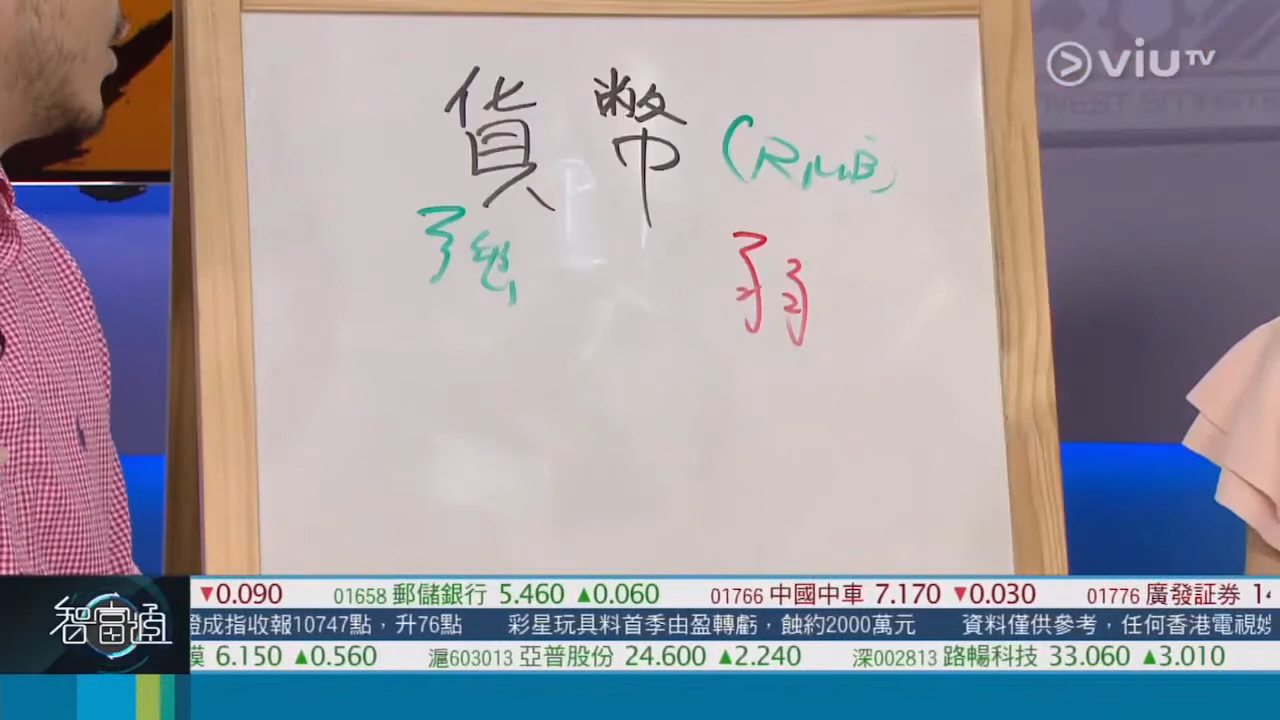 貨幣 (RMB)
強 弱
viuTV
▼0.090 01658 郵儲銀行 5.460 ▲0.060 01766 中國中車 7.170 ▼0.030 01776 廣發証券
智富通
證成指收報10747點，升76點 彩星玩具料首季由盈轉虧，蝕約2000萬元 資料僅供參考，任何香港電視娛
6.150 ▲0.560 滬603013 亞普股份 24.600 ▲2.240 深002813 路暢科技 33.060 ▲3.010